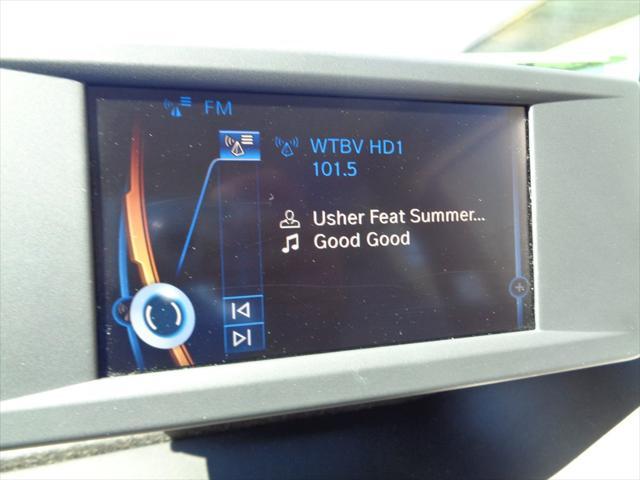 FM
WTBV HD1
101.5
Usher Feat Summer...
Good Good